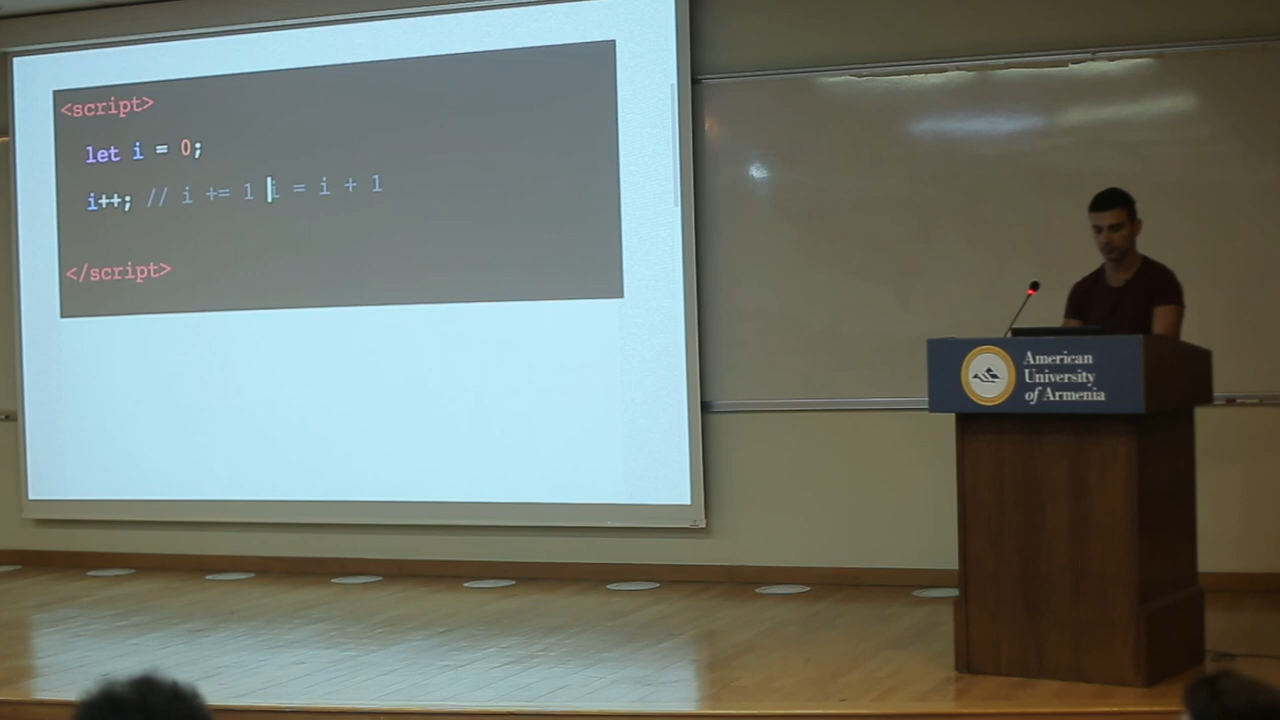 <script>
let i = 0;
i++; // i += 1 i = i + 1
</script>
American
University
of Armenia